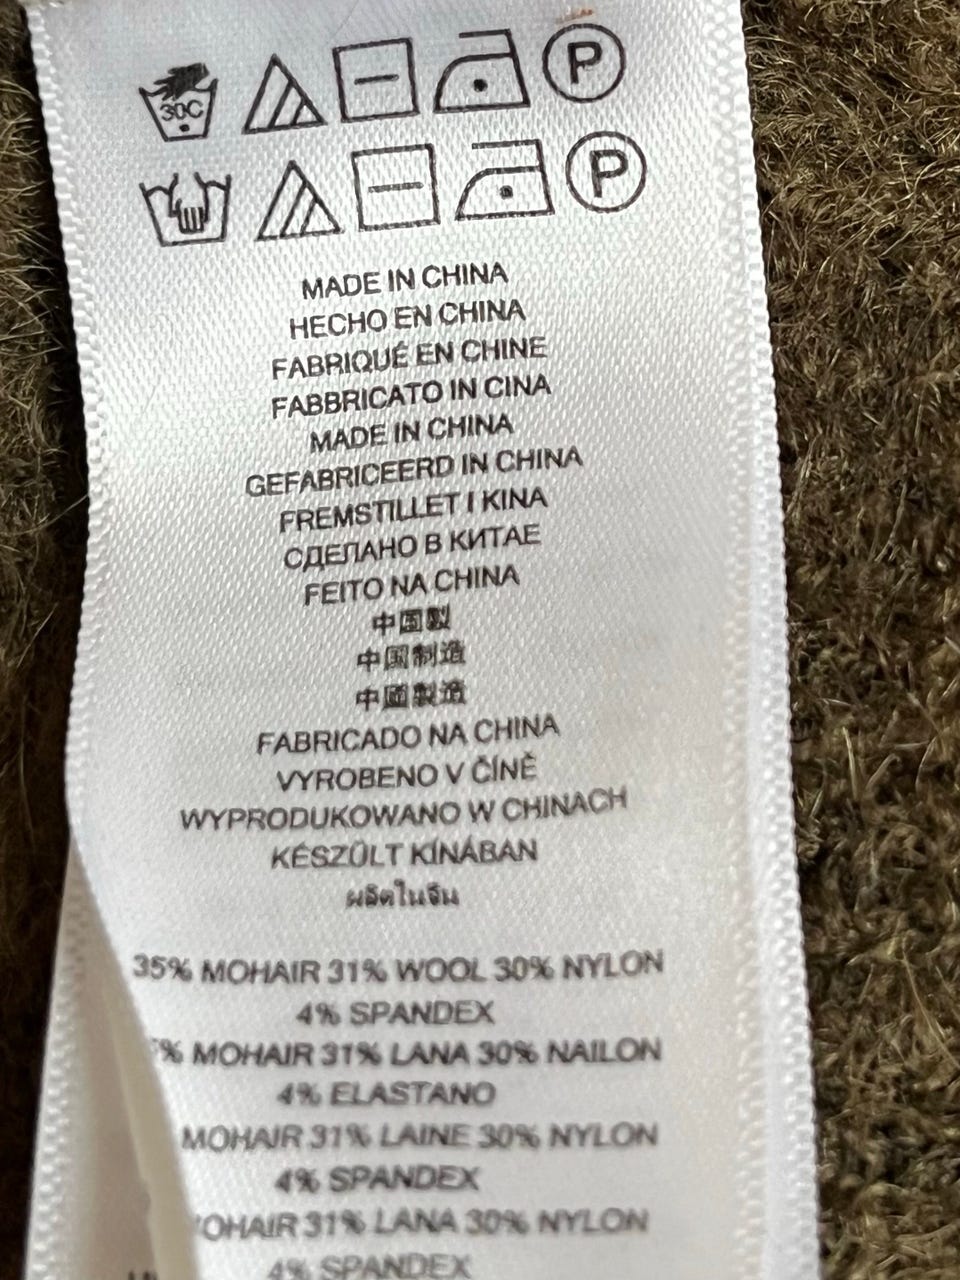 30C P
P
MADE IN CHINA
HECHO EN CHINA
FABRIQUÉ EN CHINE
FABBRICATO IN CINA
MADE IN CHINA
GEFABRICEERD IN CHINA
FREMSTILLET I KINA
СДЕЛАНО В КИТАЕ
FEITO NA CHINA
中国製
中国制造
中國製造
FABRICADO NA CHINA
VYROBENO V ČÍNĚ
WYPRODUKOWANO W CHINACH
KÉSZÜLT KÍNÁBAN
ผลิตในจีน
35% MOHAIR 31% WOOL 30% NYLON
4% SPANDEX
% MOHAIR 31% LANA 30% NAILON
4% ELASTANO
MOHAIR 31% LAINE 30% NYLON
4% SPANDEX
OHAIR 31% LANA 30% NYLON
4% SPANDEX